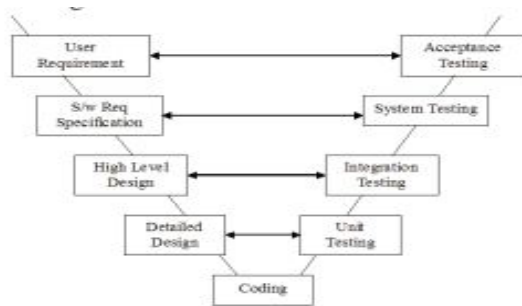 User
Requirement
Acceptance
Testing
S/w Req
Specification
System Testing
High Level
Design
Integration
Testing
Detailed
Design
Unit
Testing
Coding